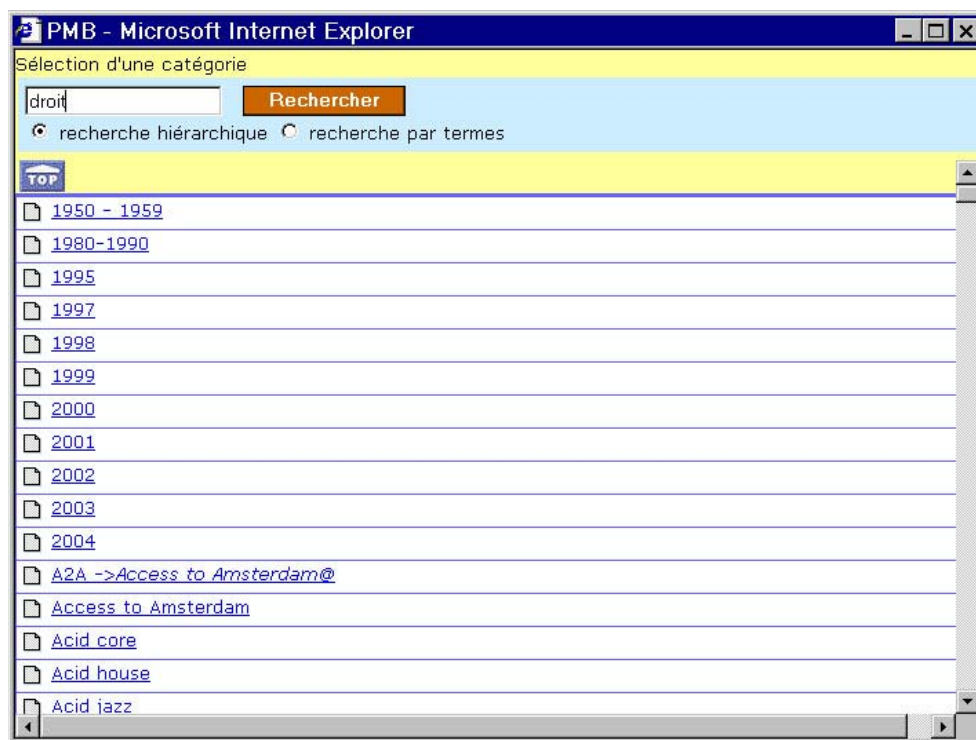 PMB - Microsoft Internet Explorer
Sélection d'une catégorie
droit Rechercher
recherche hiérarchique recherche par termes
TOP
1950 - 1959
1980-1990
1995
1997
1998
1999
2000
2001
2002
2003
2004
A2A ->Access to Amsterdam@
Access to Amsterdam
Acid core
Acid house
Acid jazz